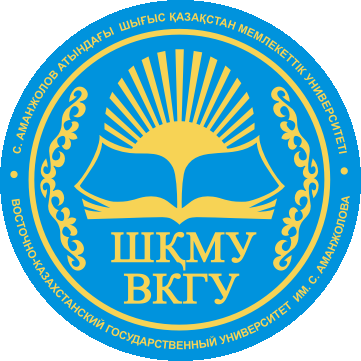 С. АМАНЖОЛОВ АТЫНДАҒЫ ШЫҒЫС ҚАЗАҚСТАН МЕМЛЕКЕТТІК УНИВЕРСИТЕТІ
ШҚМУ
ВКГУ
ВОСТОЧНО-КАЗАХСТАНСКИЙ ГОСУДАРСТВЕННЫЙ УНИВЕРСИТЕТ ИМ. С. АМАНЖОЛОВА